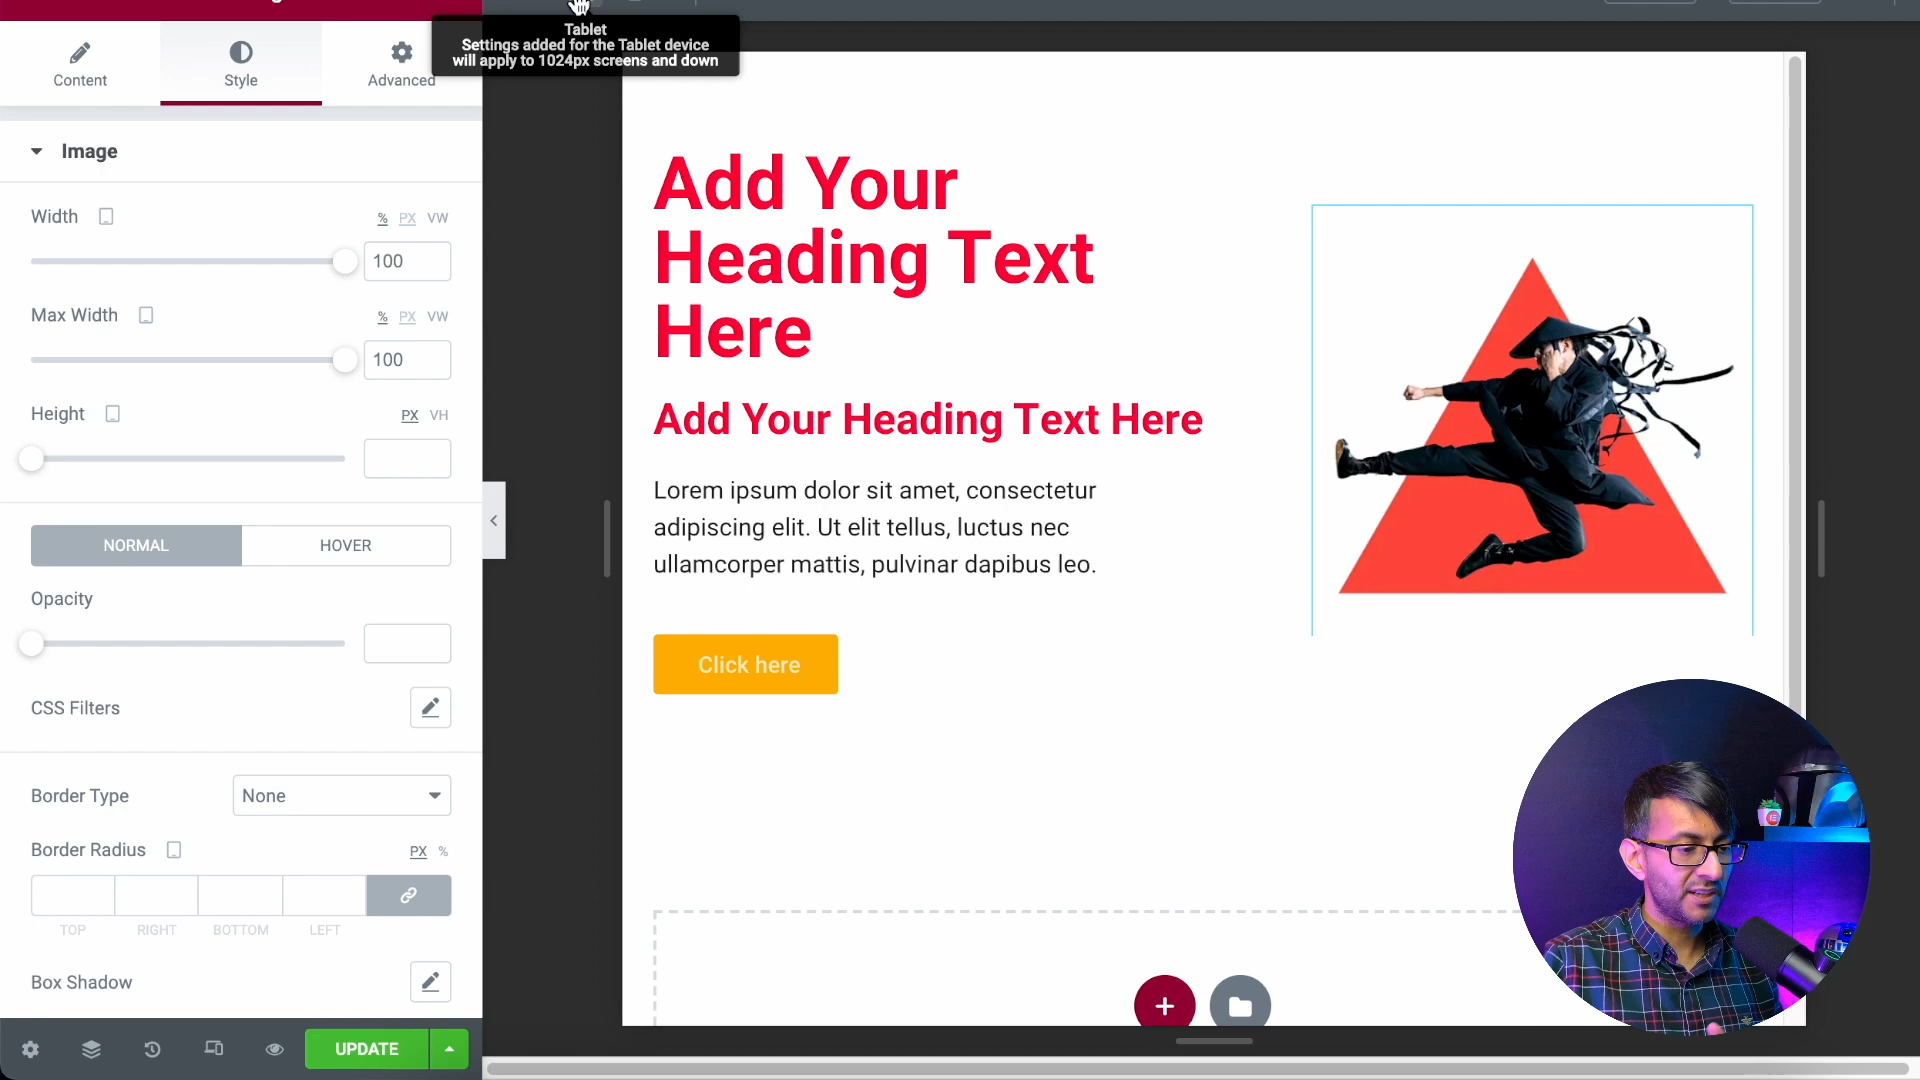 Tablet
Settings added for the Tablet device
will apply to 1024px screens and down
Content
Style
Advanced
Image
Width
% PX VW
100
Max Width
% PX VW
100
Height
PX VH
NORMAL
HOVER
Opacity
CSS Filters
Border Type
None
Border Radius
PX %
TOP
RIGHT
BOTTOM
LEFT
Box Shadow
UPDATE
Add Your
Heading Text
Here
Add Your Heading Text Here
Lorem ipsum dolor sit amet, consectetur
adipiscing elit. Ut elit tellus, luctus nec
ullamcorper mattis, pulvinar dapibus leo.
Click here